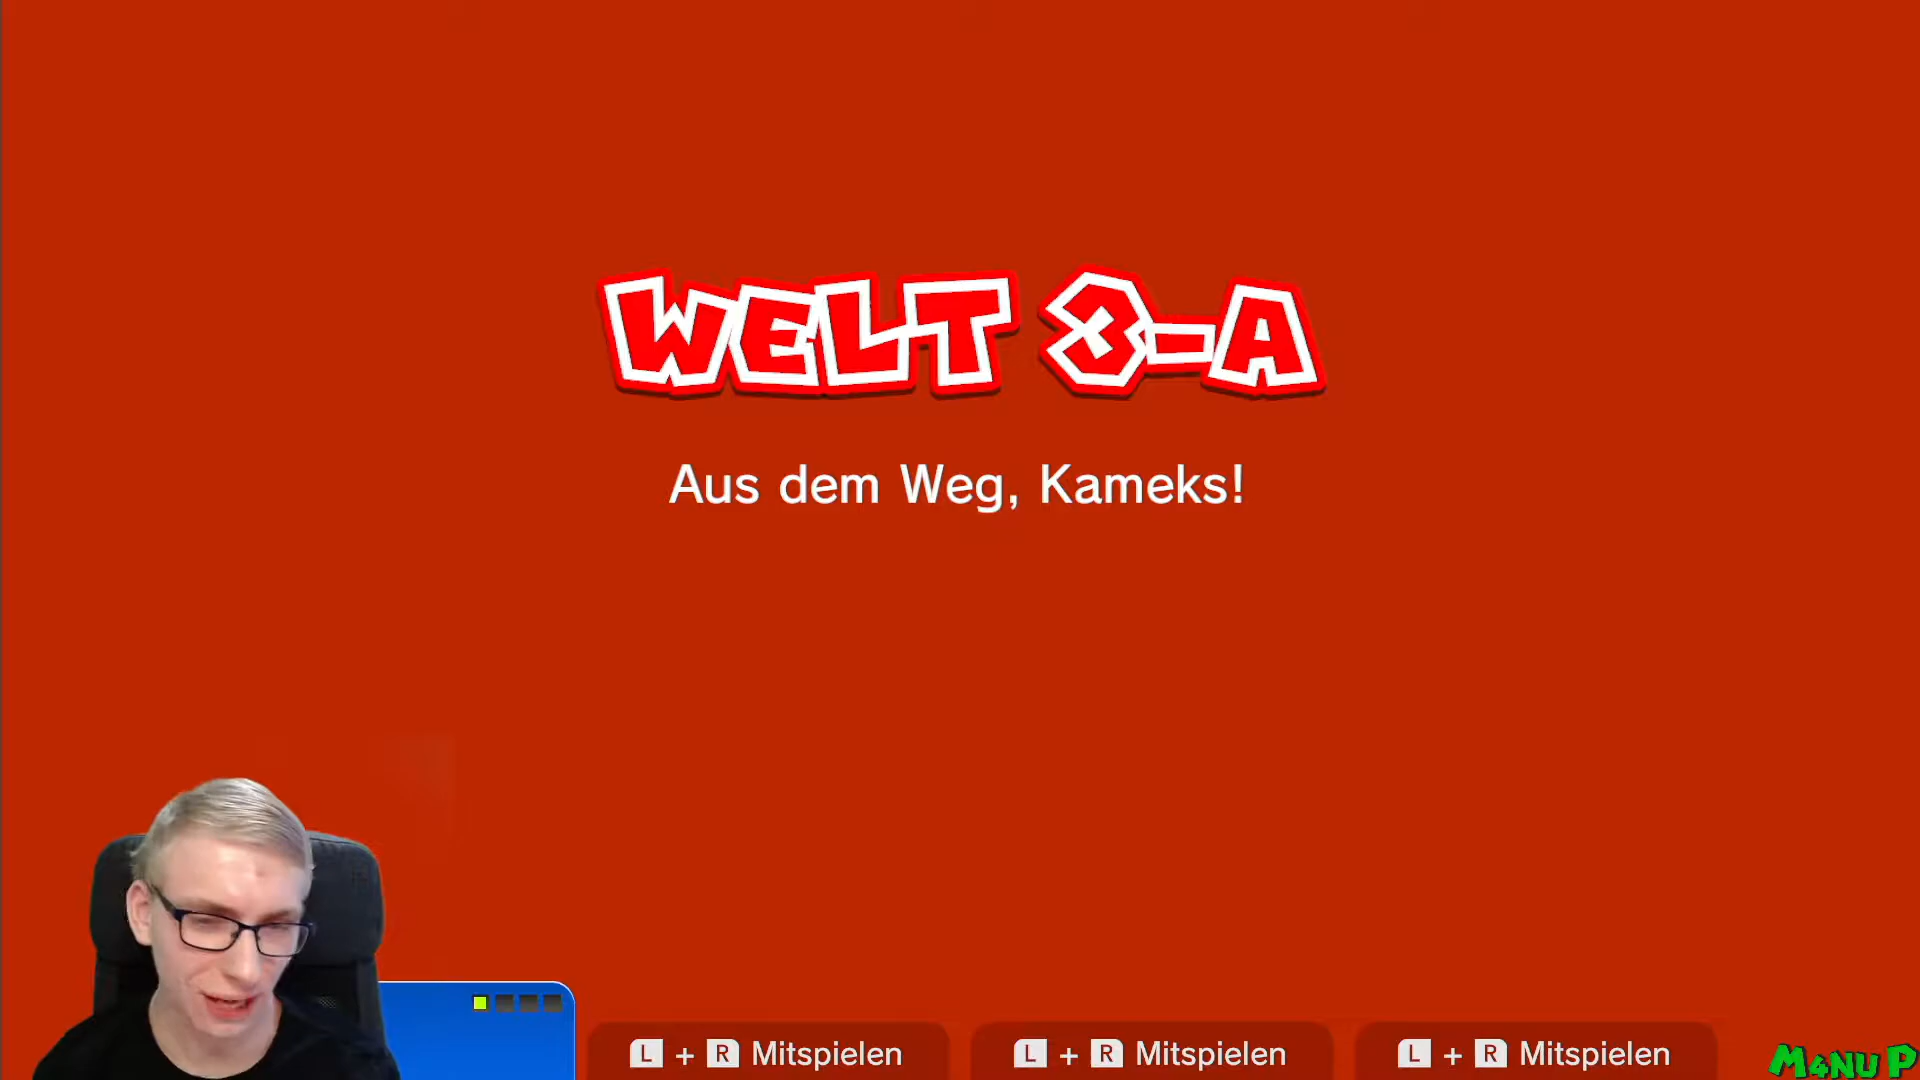 WELT 3-A
Aus dem Weg, Kameks!
L + R Mitspielen
L + R Mitspielen
L + R Mitspielen
M4NU P